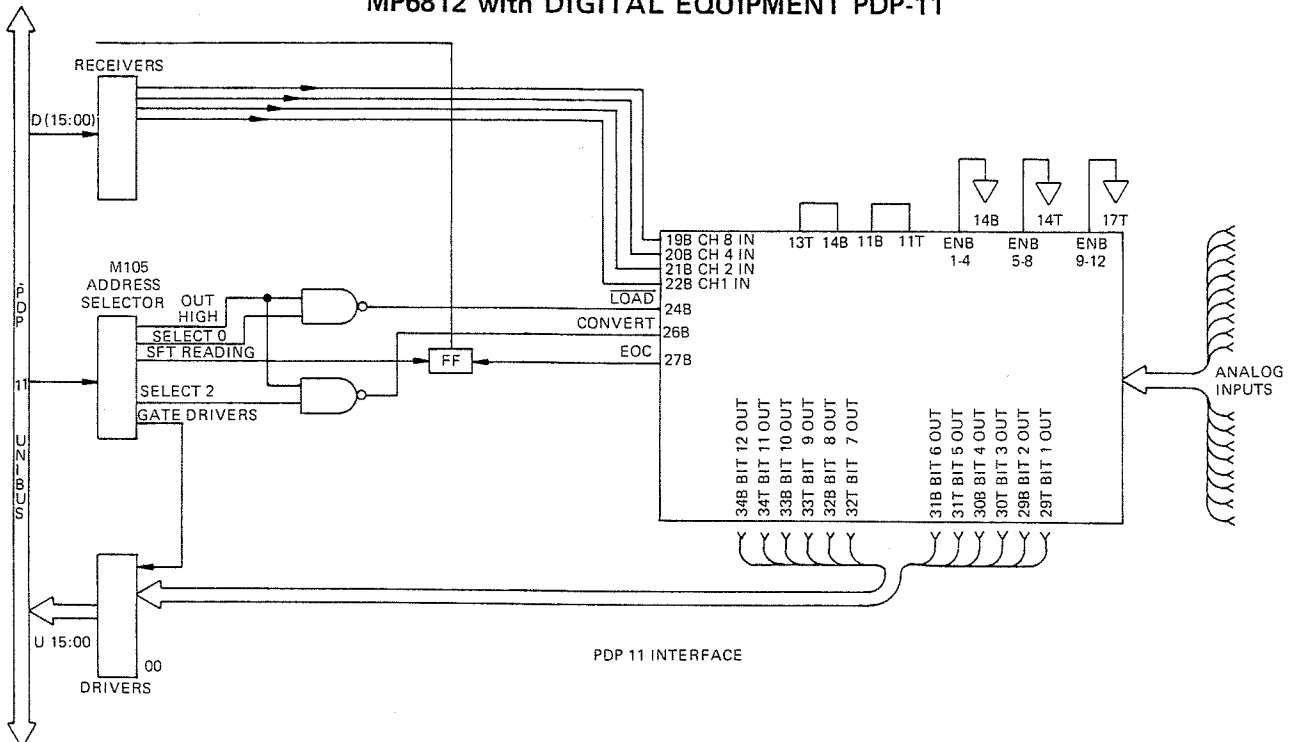 MP6812 with DIGITAL EQUIPMENT PDP-11
RECEIVERS
D (15:00)
M105
ADDRESS
SELECTOR
OUT
HIGH
SELECT 0
SFT READING
SELECT 2
GATE DRIVERS
PDP 11 UNIBUS
FF
19B CH 8 IN
20B CH 4 IN
21B CH 2 IN
22B CH1 IN
LOAD
24B
CONVERT
26B
EOC
27B
13T 14B 11B 11T
14B
ENB
1-4
14T
ENB
5-8
17T
ENB
9-12
ANALOG
INPUTS
34B BIT 12 OUT
34T BIT 11 OUT
33B BIT 10 OUT
33T BIT 9 OUT
32B BIT 8 OUT
32T BIT 7 OUT
31B BIT 6 OUT
31T BIT 5 OUT
30B BIT 4 OUT
30T BIT 3 OUT
29B BIT 2 OUT
29T BIT 1 OUT
U 15:00
00
DRIVERS
PDP 11 INTERFACE